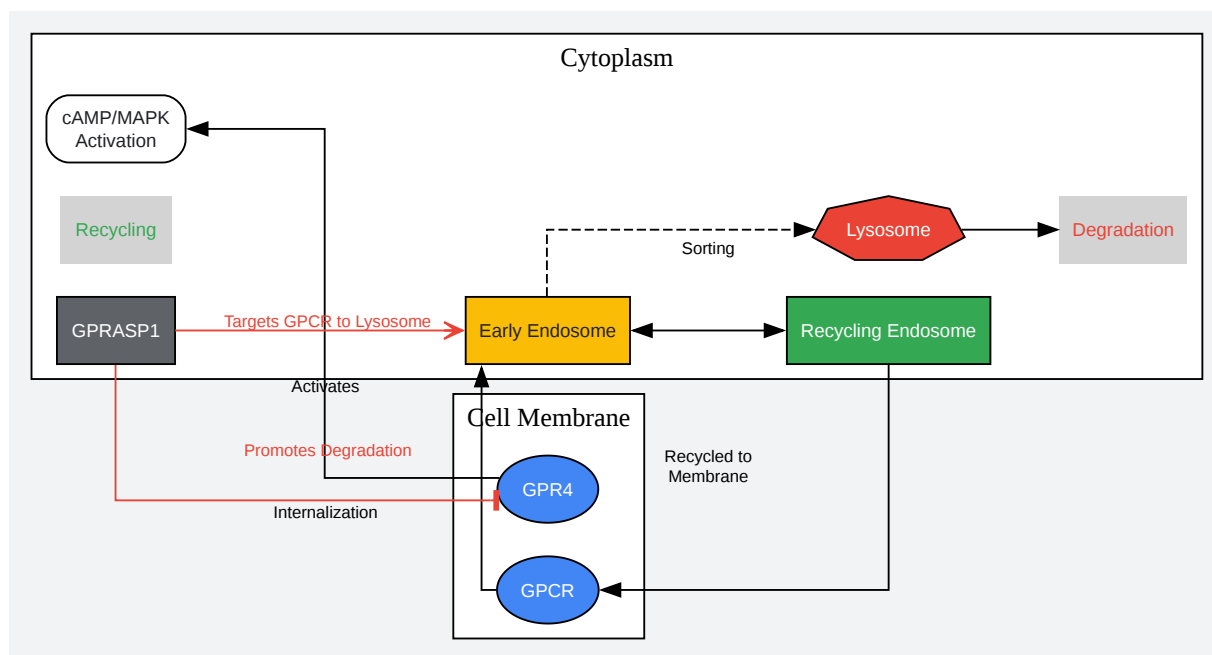 Cytoplasm
cAMP/MAPK
Activation
Recycling
Lysosome
Degradation
Sorting
GPRASP1
Targets GPCR to Lysosome
Early Endosome
Recycling Endosome
Activates
Cell Membrane
Promotes Degradation
Recycled to
Membrane
GPR4
Internalization
GPCR